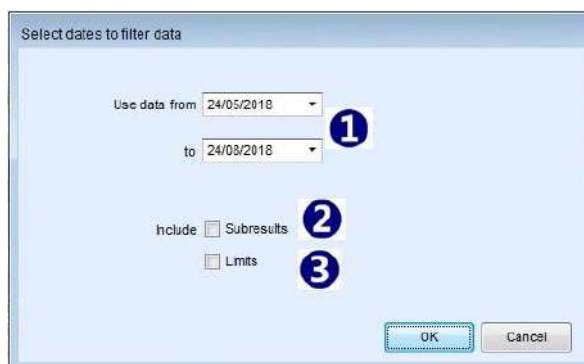 Select dates to filter data
Use data from 24/05/2018
1
to 24/08/2018
Include Subresults
2
Limits
3
OK Cancel